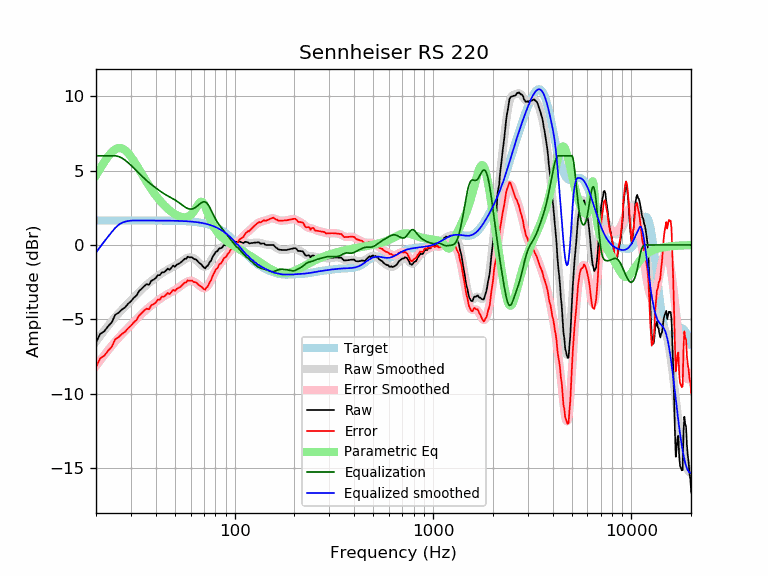 Sennheiser RS 220
Amplitude (dBr)
10
5
0
−5
−10
−15
Target
Raw Smoothed
Error Smoothed
Raw
Error
Parametric Eq
Equalization
Equalized smoothed
100
1000
10000
Frequency (Hz)